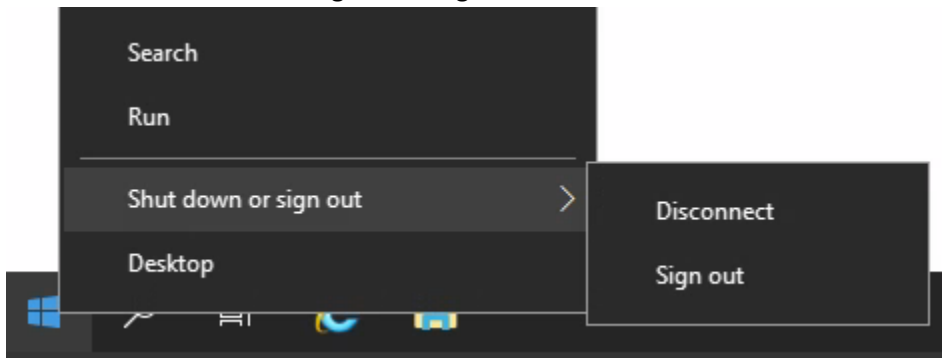 Search
Run
Shut down or sign out
Disconnect
Desktop
Sign out